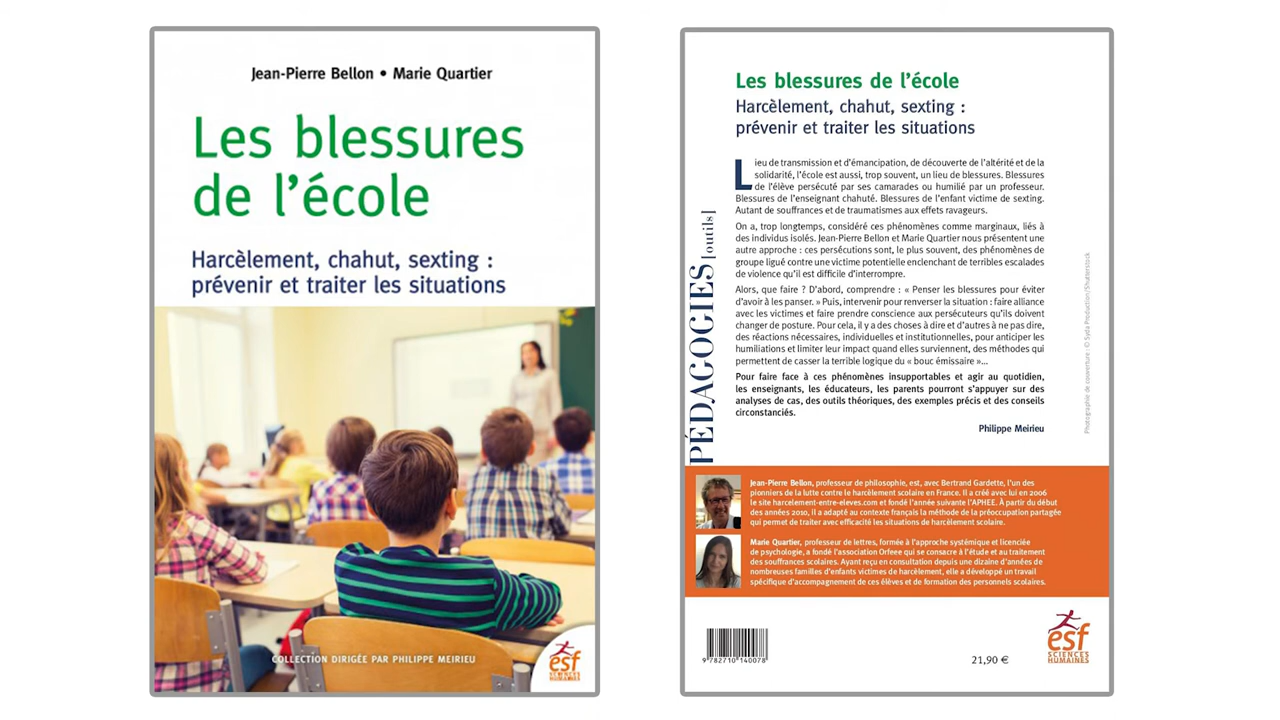 Jean-Pierre Bellon • Marie Quartier
Les blessures
de l'école
Harcèlement, chahut, sexting :
prévenir et traiter les situations
COLLECTION DIRIGÉE PAR PHILIPPE MEIRIEU
esf
SCIENCES
HUMAINES
Les blessures de l'école
Harcèlement, chahut, sexting :
prévenir et traiter les situations
Lieu de transmission et d'émancipation, de découverte de l'altérité et de la
solidarité, l'école est aussi, trop souvent, un lieu de blessures. Blessures
de l'élève persécuté par ses camarades ou humilié par un professeur.
Blessures de l'enseignant chahuté. Blessures de l'enfant victime de sexting.
Autant de souffrances et de traumatismes aux effets ravageurs.
On a, trop longtemps, considéré ces phénomènes comme marginaux, liés à
des individus isolés. Jean-Pierre Bellon et Marie Quartier nous présentent une
autre approche : ces persécutions sont, le plus souvent, des phénomènes de
groupe ligué contre une victime potentielle enclenchant de terribles escalades
de violence qu'il est difficile d'interrompre.
Alors, que faire ? D'abord, comprendre : « Penser les blessures pour éviter
d'avoir à les panser. » Puis, intervenir pour renverser la situation : faire alliance
avec les victimes et faire prendre conscience aux persécuteurs qu'ils doivent
changer de posture. Pour cela, il y a des choses à dire et d'autres à ne pas dire,
des réactions nécessaires, individuelles et institutionnelles, pour anticiper les
humiliations et limiter leur impact quand elles surviennent, des méthodes qui
permettent de casser la terrible logique du « bouc émissaire »...
Pour faire face à ces phénomènes insupportables et agir au quotidien,
les enseignants, les éducateurs, les parents pourront s'appuyer sur des
analyses de cas, des outils théoriques, des exemples précis et des conseils
circonstanciés.
Philippe Meirieu
PÉDAGOGIES [outils]
Photographie de couverture : © Syda Production/Shutterstock
Jean-Pierre Bellon, professeur de philosophie, est, avec Bertrand Gardette, l'un des
pionniers de la lutte contre le harcèlement scolaire en France. Il a créé avec lui en 2006
le site harcelement-entre-eleves.com et fondé l'année suivante l'APHEE. À partir du début
des années 2010, il a adapté au contexte français la méthode de la préoccupation partagée
qui permet de traiter avec efficacité les situations de harcèlement scolaire.
Marie Quartier, professeur de lettres, formée à l'approche systémique et licenciée
de psychologie, a fondé l'association Orfeee qui se consacre à l'étude et au traitement
des souffrances scolaires. Ayant reçu en consultation depuis une dizaine d'années de
nombreuses familles d'enfants victimes de harcèlement, elle a développé un travail
spécifique d'accompagnement de ces élèves et de formation des personnels scolaires.
9 782710 140078
21,90 €
esf
SCIENCES
HUMAINES